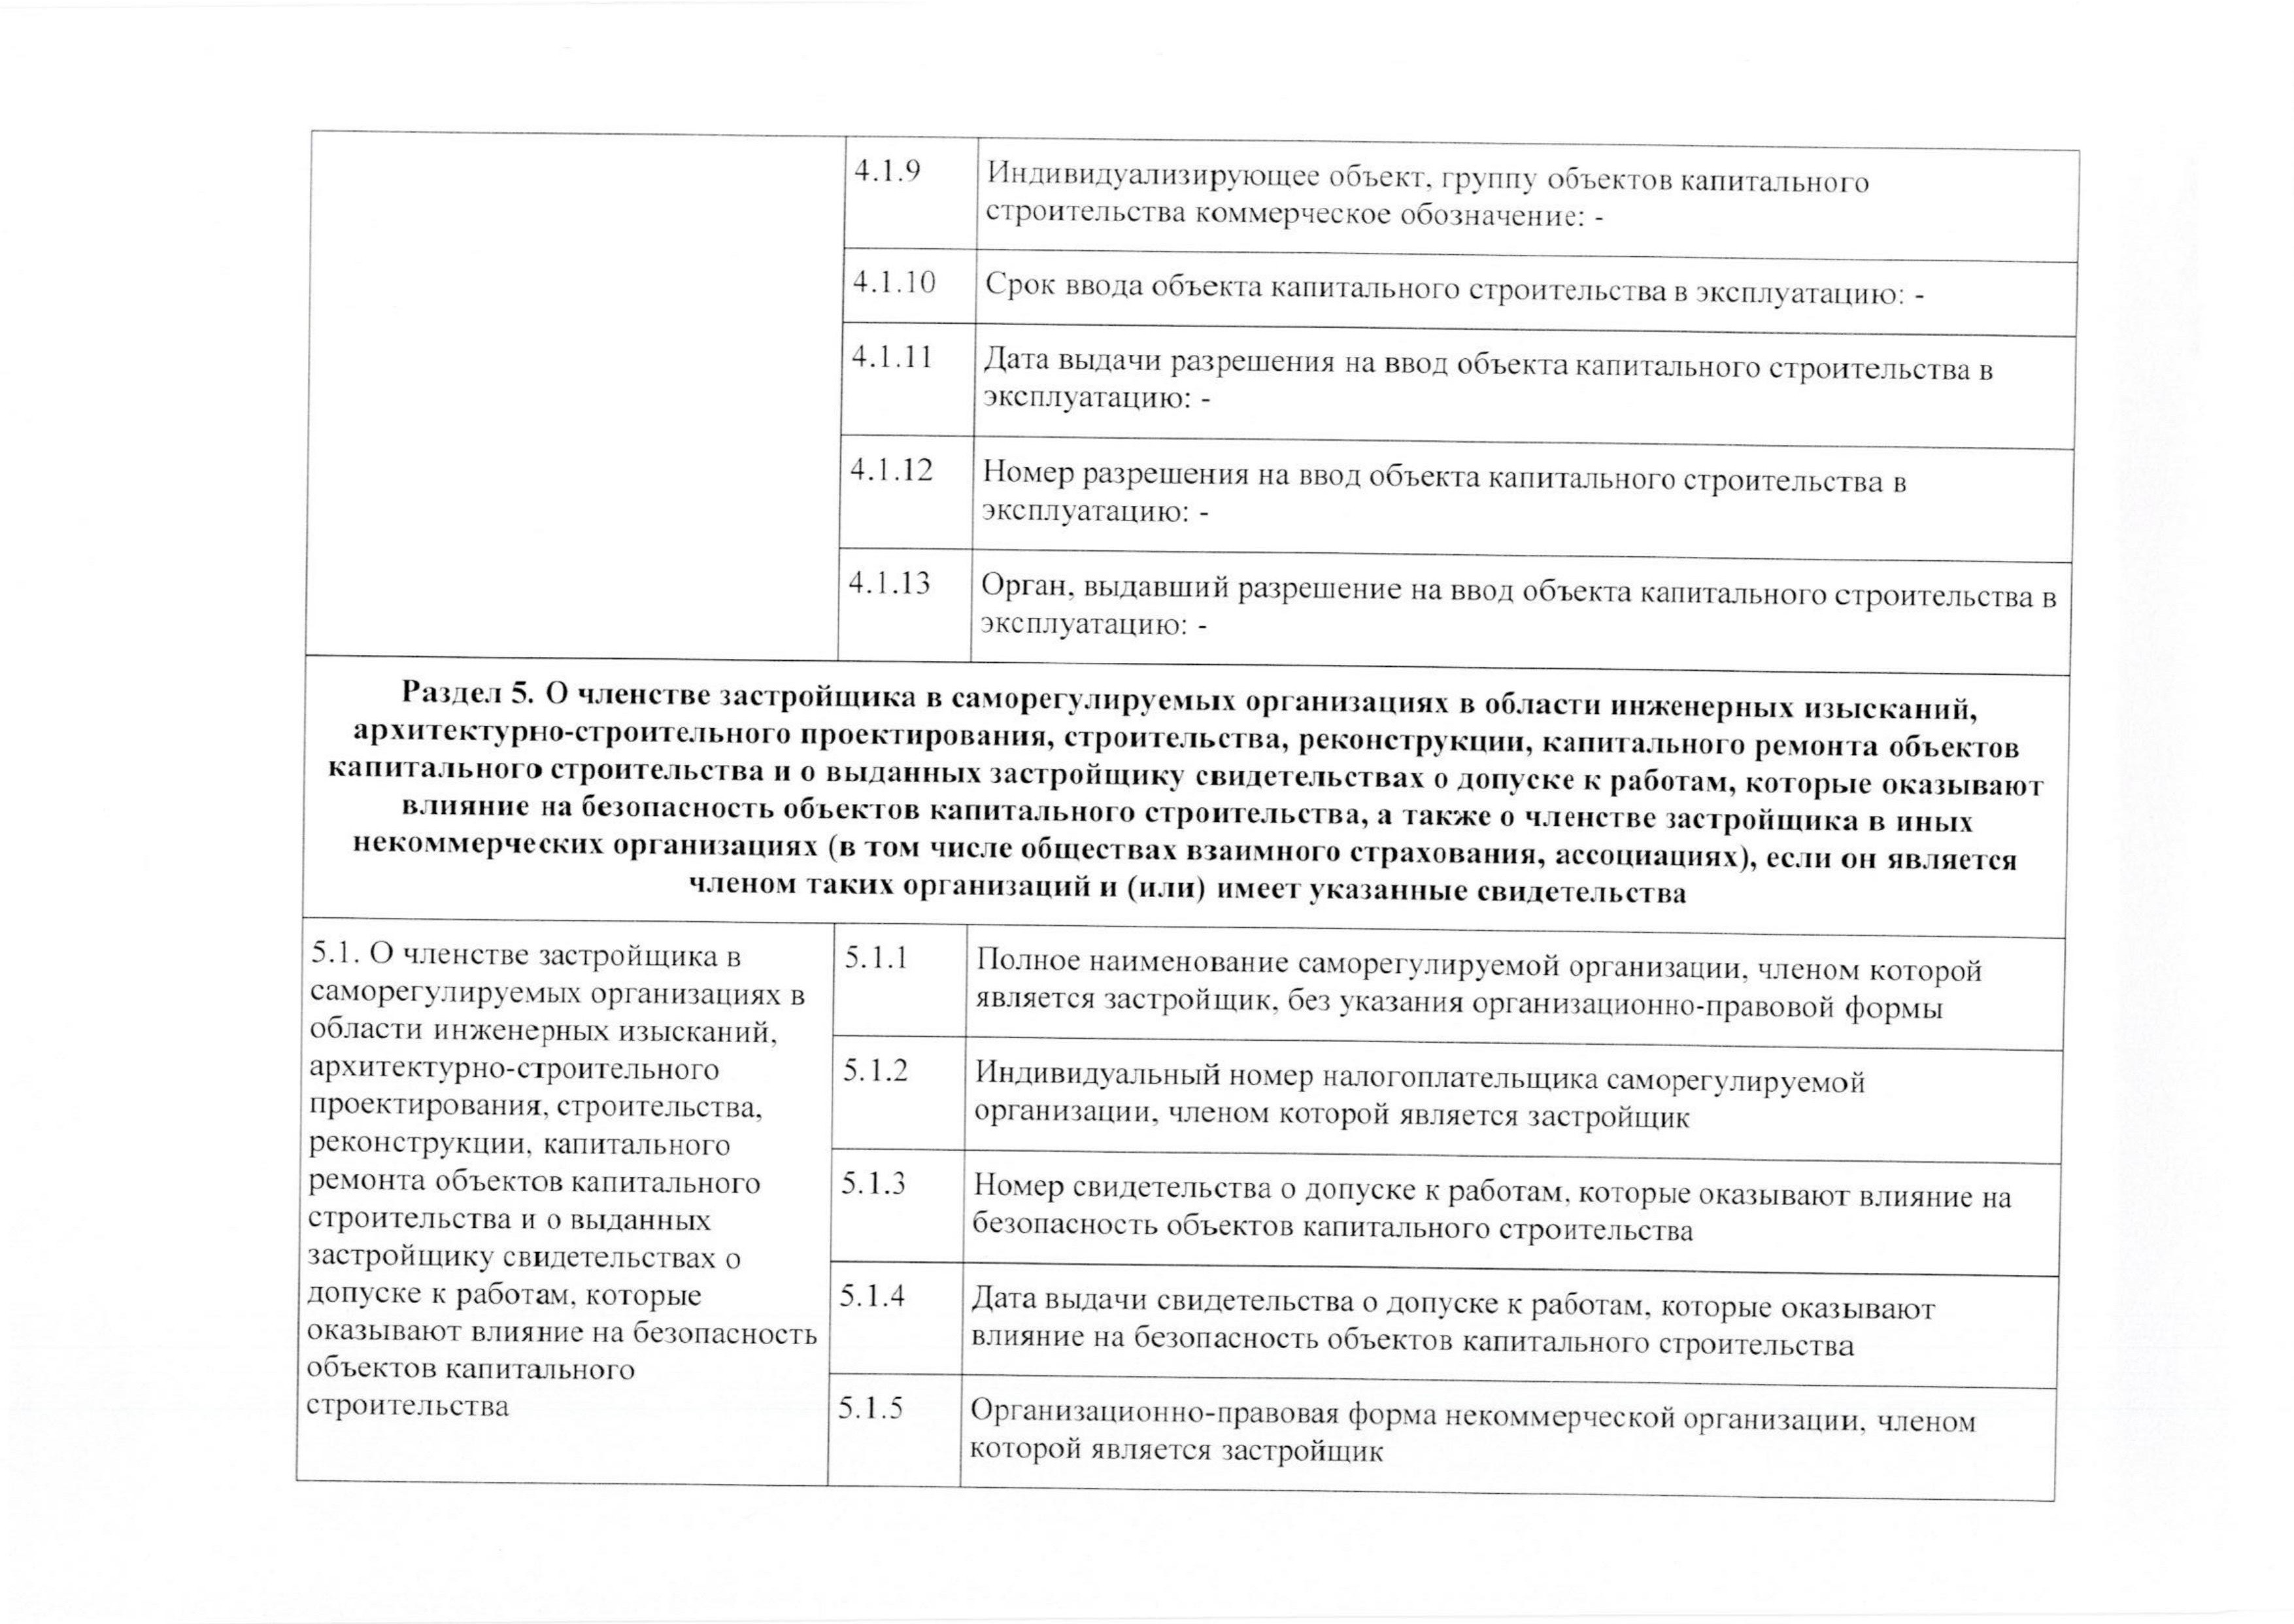 4.1.9
Индивидуализирующее объект, группу объектов капитального
строительства коммерческое обозначение: -
4.1.10
Срок ввода объекта капитального строительства в эксплуатацию: -
4.1.11
Дата выдачи разрешения на ввод объекта капитального строительства в
эксплуатацию: -
4.1.12
Номер разрешения на ввод объекта капитального строительства в
эксплуатацию: -
4.1.13
Орган, выдавший разрешение на ввод объекта капитального строительства в
эксплуатацию: -
Раздел 5. О членстве застройщика в саморегулируемых организациях в области инженерных изысканий,
архитектурно-строительного проектирования, строительства, реконструкции, капитального ремонта объектов
капитального строительства и о выданных застройщику свидетельствах о допуске к работам, которые оказывают
влияние на безопасность объектов капитального строительства, а также о членстве застройщика в иных
некоммерческих организациях (в том числе обществах взаимного страхования, ассоциациях), если он является
членом таких организаций и (или) имеет указанные свидетельства
5.1. О членстве застройщика в
саморегулируемых организациях в
области инженерных изысканий,
архитектурно-строительного
проектирования, строительства,
реконструкции, капитального
ремонта объектов капитального
строительства и о выданных
застройщику свидетельствах о
допуске к работам, которые
оказывают влияние на безопасность
объектов капитального
строительства
5.1.1
Полное наименование саморегулируемой организации, членом которой
является застройщик, без указания организационно-правовой формы
5.1.2
Индивидуальный номер налогоплательщика саморегулируемой
организации, членом которой является застройщик
5.1.3
Номер свидетельства о допуске к работам, которые оказывают влияние на
безопасность объектов капитального строительства
5.1.4
Дата выдачи свидетельства о допуске к работам, которые оказывают
влияние на безопасность объектов капитального строительства
5.1.5
Организационно-правовая форма некоммерческой организации, членом
которой является застройщик